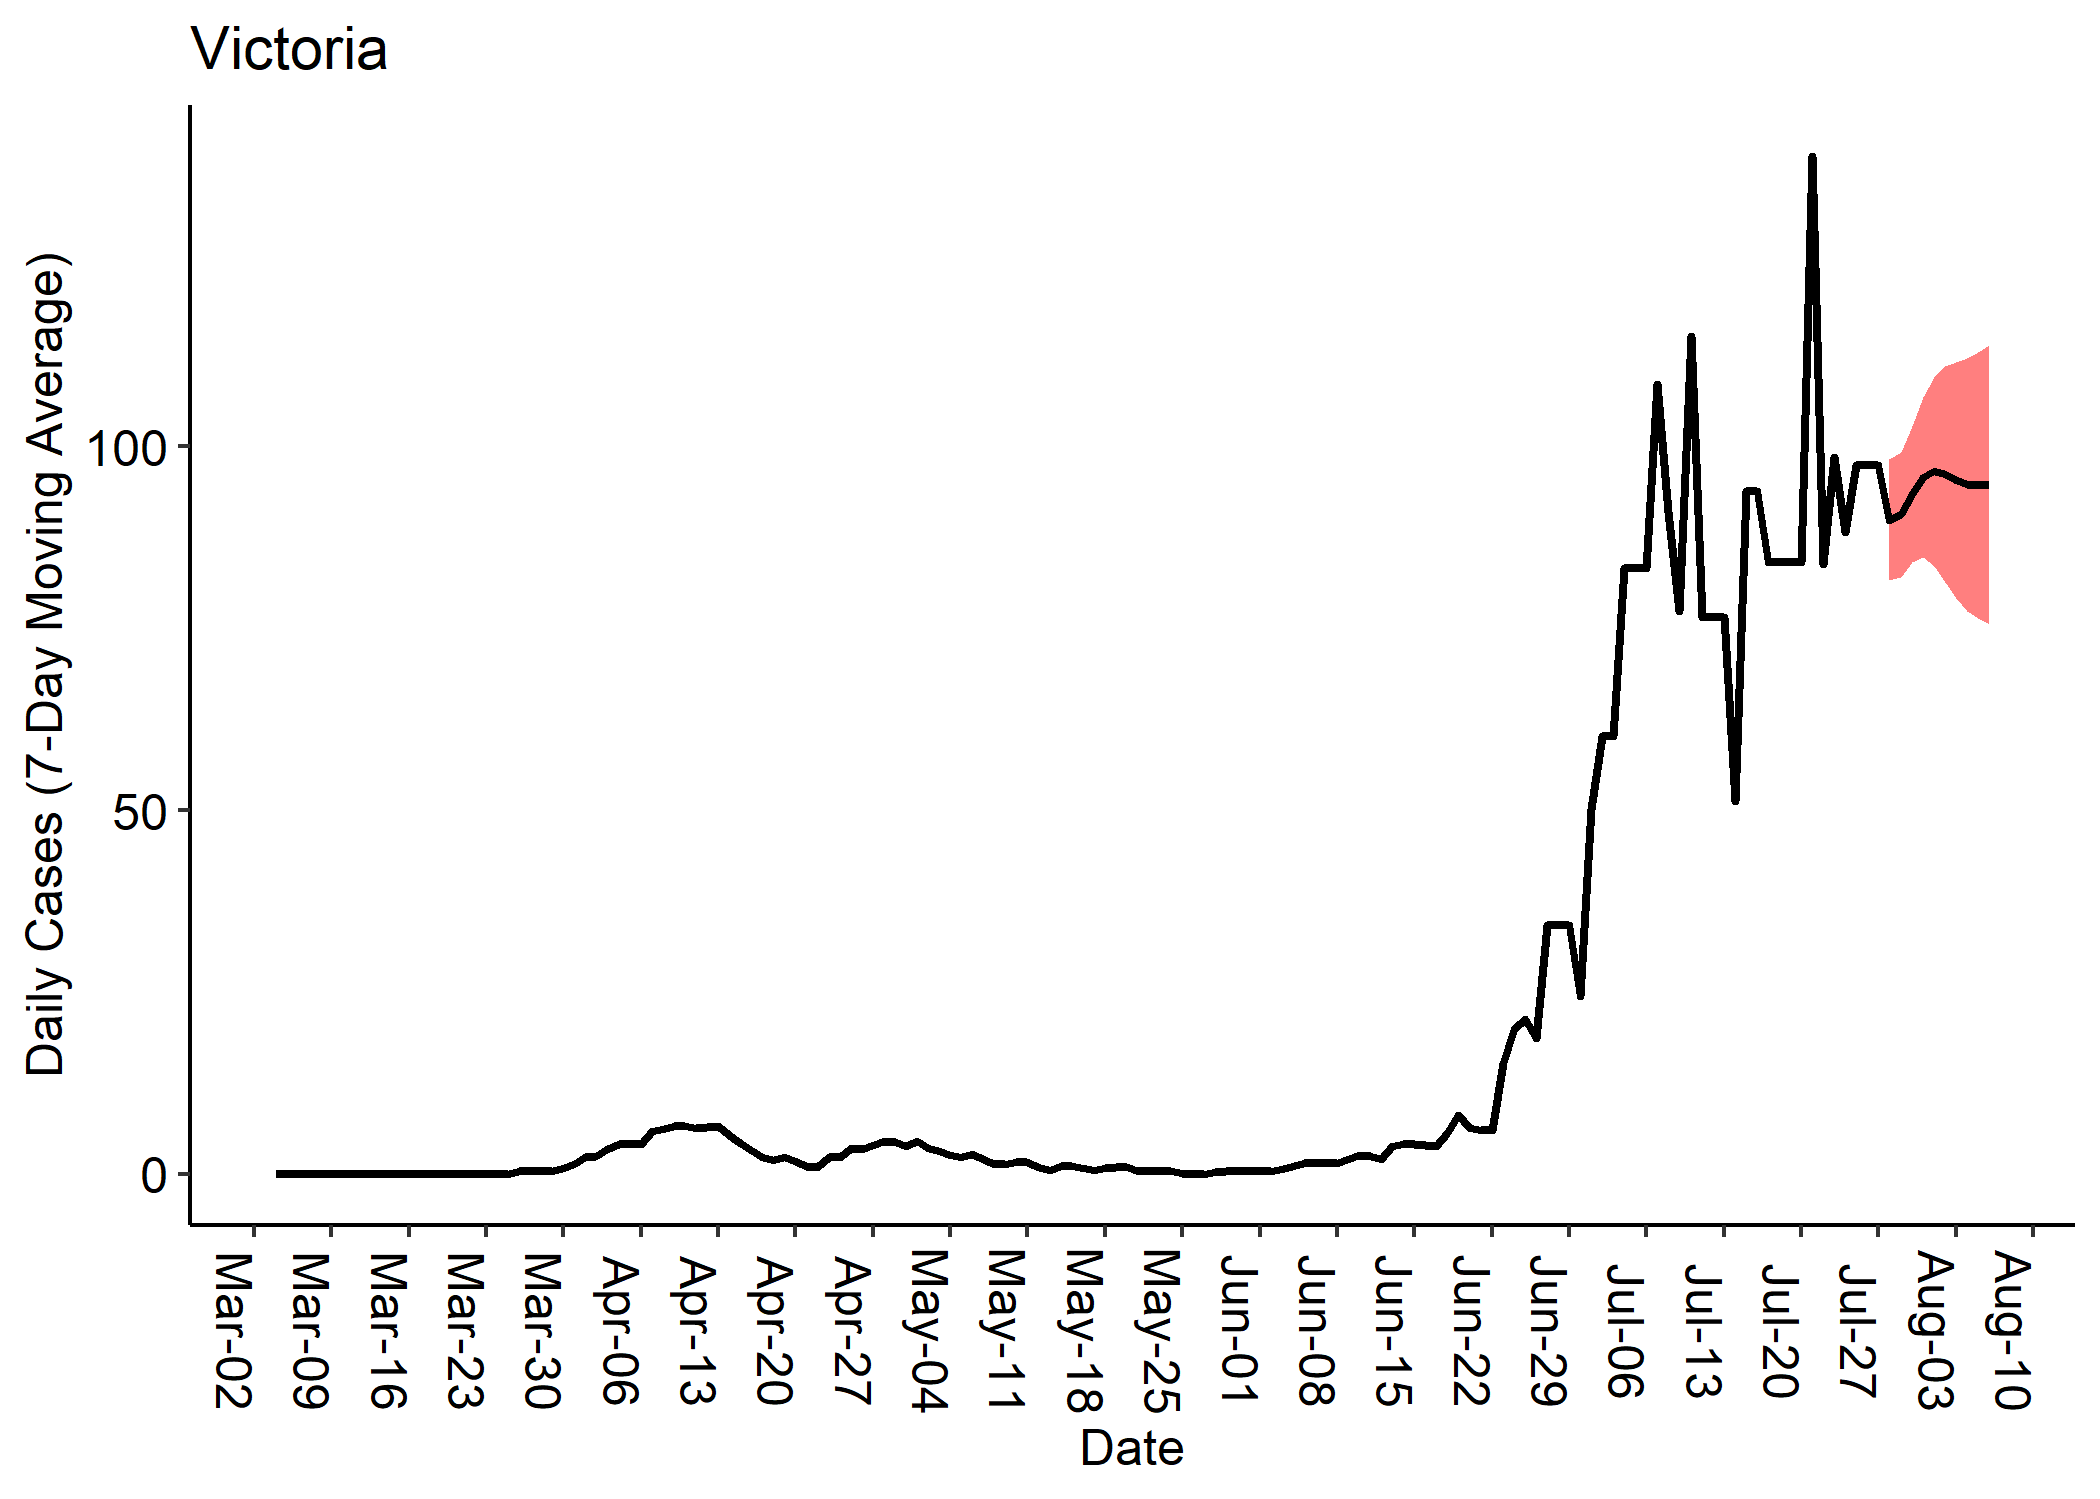 Victoria
Daily Cases (7-Day Moving Average)
100
50
0
Mar-02
Mar-09
Mar-16
Mar-23
Mar-30
Apr-06
Apr-13
Apr-20
Apr-27
May-04
May-11
May-18
May-25
Jun-01
Jun-08
Jun-15
Jun-22
Jun-29
Jul-06
Jul-13
Jul-20
Jul-27
Aug-03
Aug-10
Date